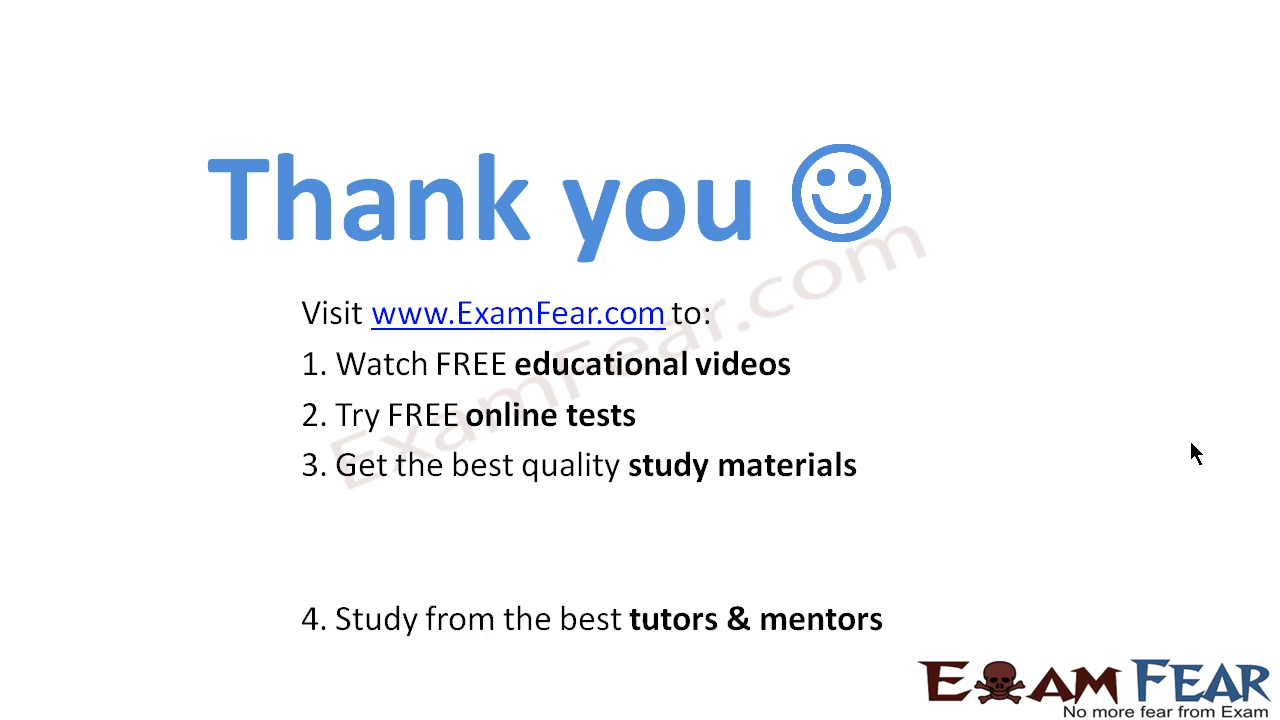 Thank you
Visit www.ExamFear.com to:
1. Watch FREE educational videos
2. Try FREE online tests
3. Get the best quality study materials
4. Study from the best tutors & mentors
ExamFear.com
EXAM FEAR
No more fear from Exam